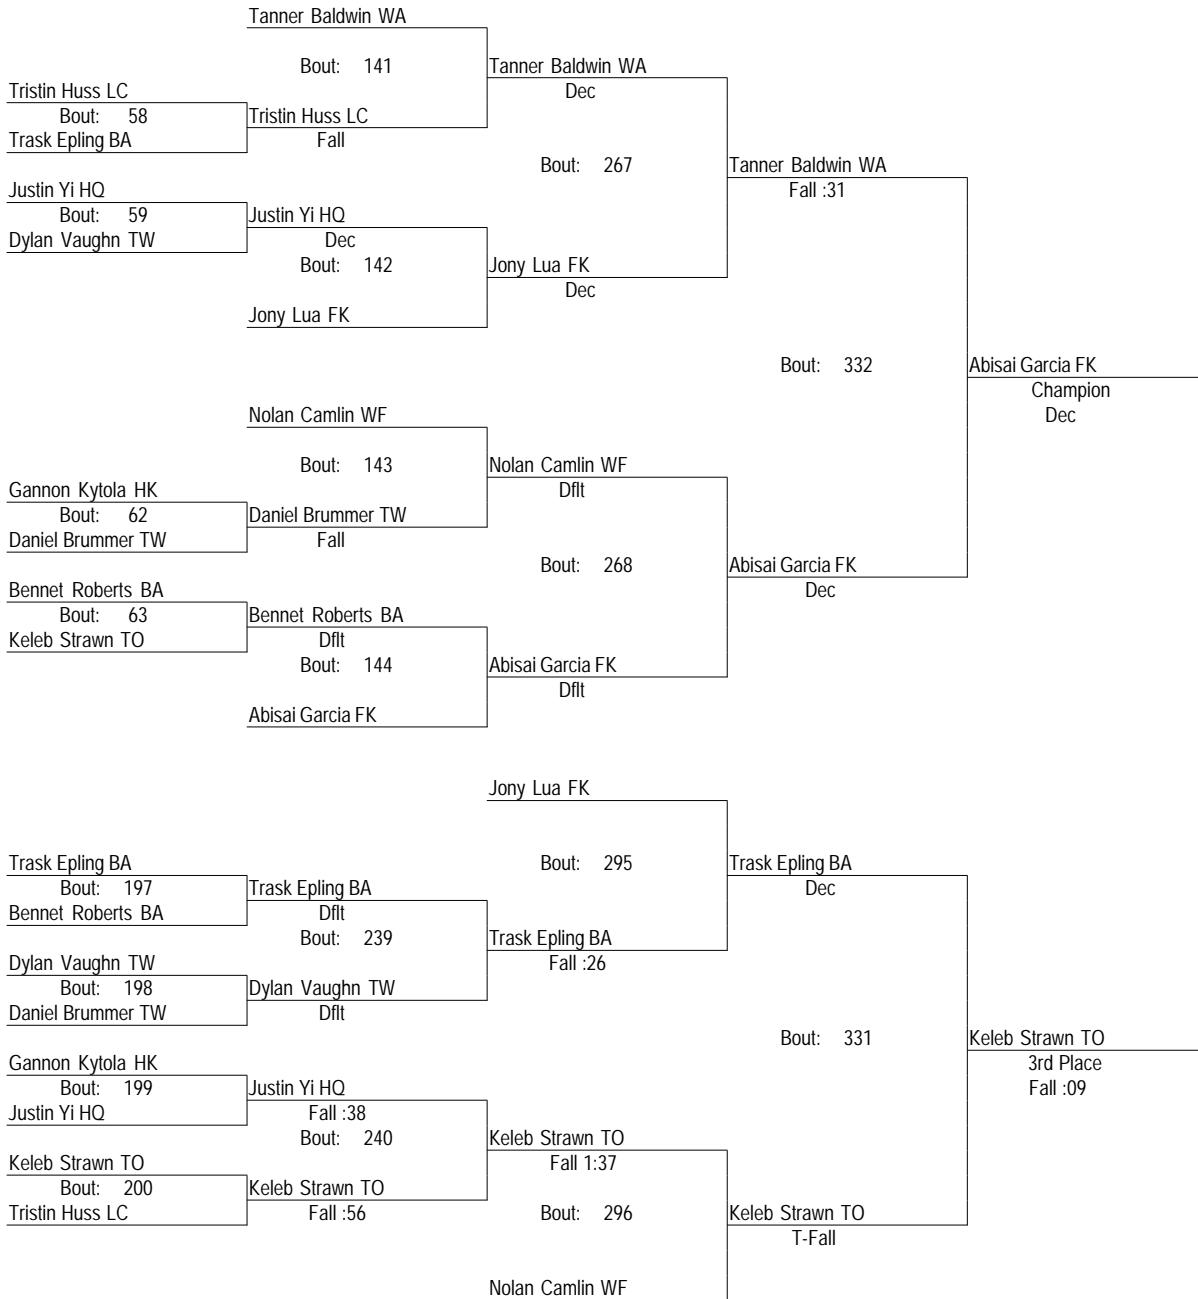 Tanner Baldwin WA
Bout: 141
Tanner Baldwin WA
Tristin Huss LC
Dec
Bout: 58
Tristin Huss LC
Trask Epling BA
Fall
Bout: 267
Tanner Baldwin WA
Justin Yi HQ
Fall :31
Bout: 59
Justin Yi HQ
Dylan Vaughn TW
Dec
Bout: 142
Jony Lua FK
Dec
Jony Lua FK
Bout: 332
Abisai Garcia FK
Champion
Nolan Camlin WF
Dec
Bout: 143
Nolan Camlin WF
Gannon Kytola HK
Dflt
Bout: 62
Daniel Brummer TW
Daniel Brummer TW
Fall
Bout: 268
Abisai Garcia FK
Bennet Roberts BA
Dec
Bout: 63
Bennet Roberts BA
Keleb Strawn TO
Dflt
Bout: 144
Abisai Garcia FK
Dflt
Abisai Garcia FK
Jony Lua FK
Trask Epling BA
Bout: 295
Trask Epling BA
Bout: 197
Trask Epling BA
Dec
Bennet Roberts BA
Dflt
Bout: 239
Trask Epling BA
Dylan Vaughn TW
Fall :26
Bout: 198
Dylan Vaughn TW
Daniel Brummer TW
Dflt
Bout: 331
Keleb Strawn TO
Gannon Kytola HK
3rd Place
Bout: 199
Justin Yi HQ
Fall :09
Justin Yi HQ
Fall :38
Bout: 240
Keleb Strawn TO
Keleb Strawn TO
Fall 1:37
Bout: 200
Keleb Strawn TO
Tristin Huss LC
Fall :56
Bout: 296
Keleb Strawn TO
T-Fall
Nolan Camlin WF